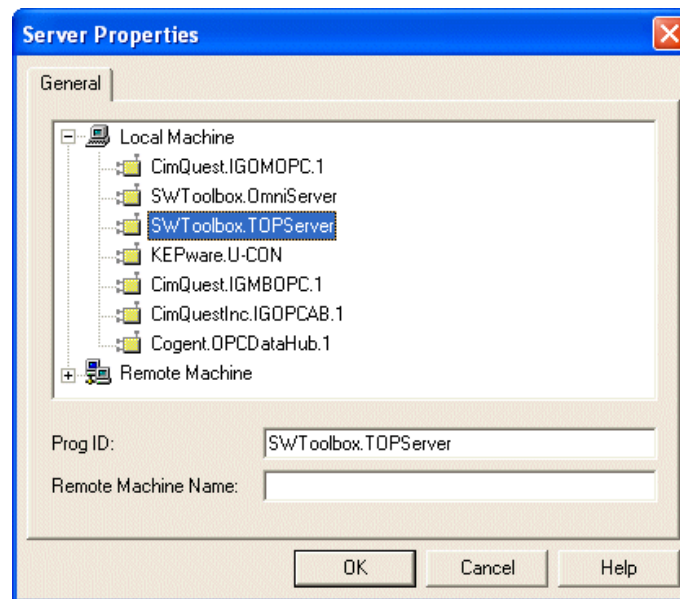 Server Properties
General
Local Machine
CimQuest.IGOMOPC.1
SWToolbox.OmniServer
SWToolbox.TOPServer
KEPware.U-CON
CimQuest.IGMBOPC.1
CimQuestInc.IGOPCAB.1
Cogent.OPCDataHub.1
Remote Machine
Prog ID: SWToolbox.TOPServer
Remote Machine Name:
OK Cancel Help